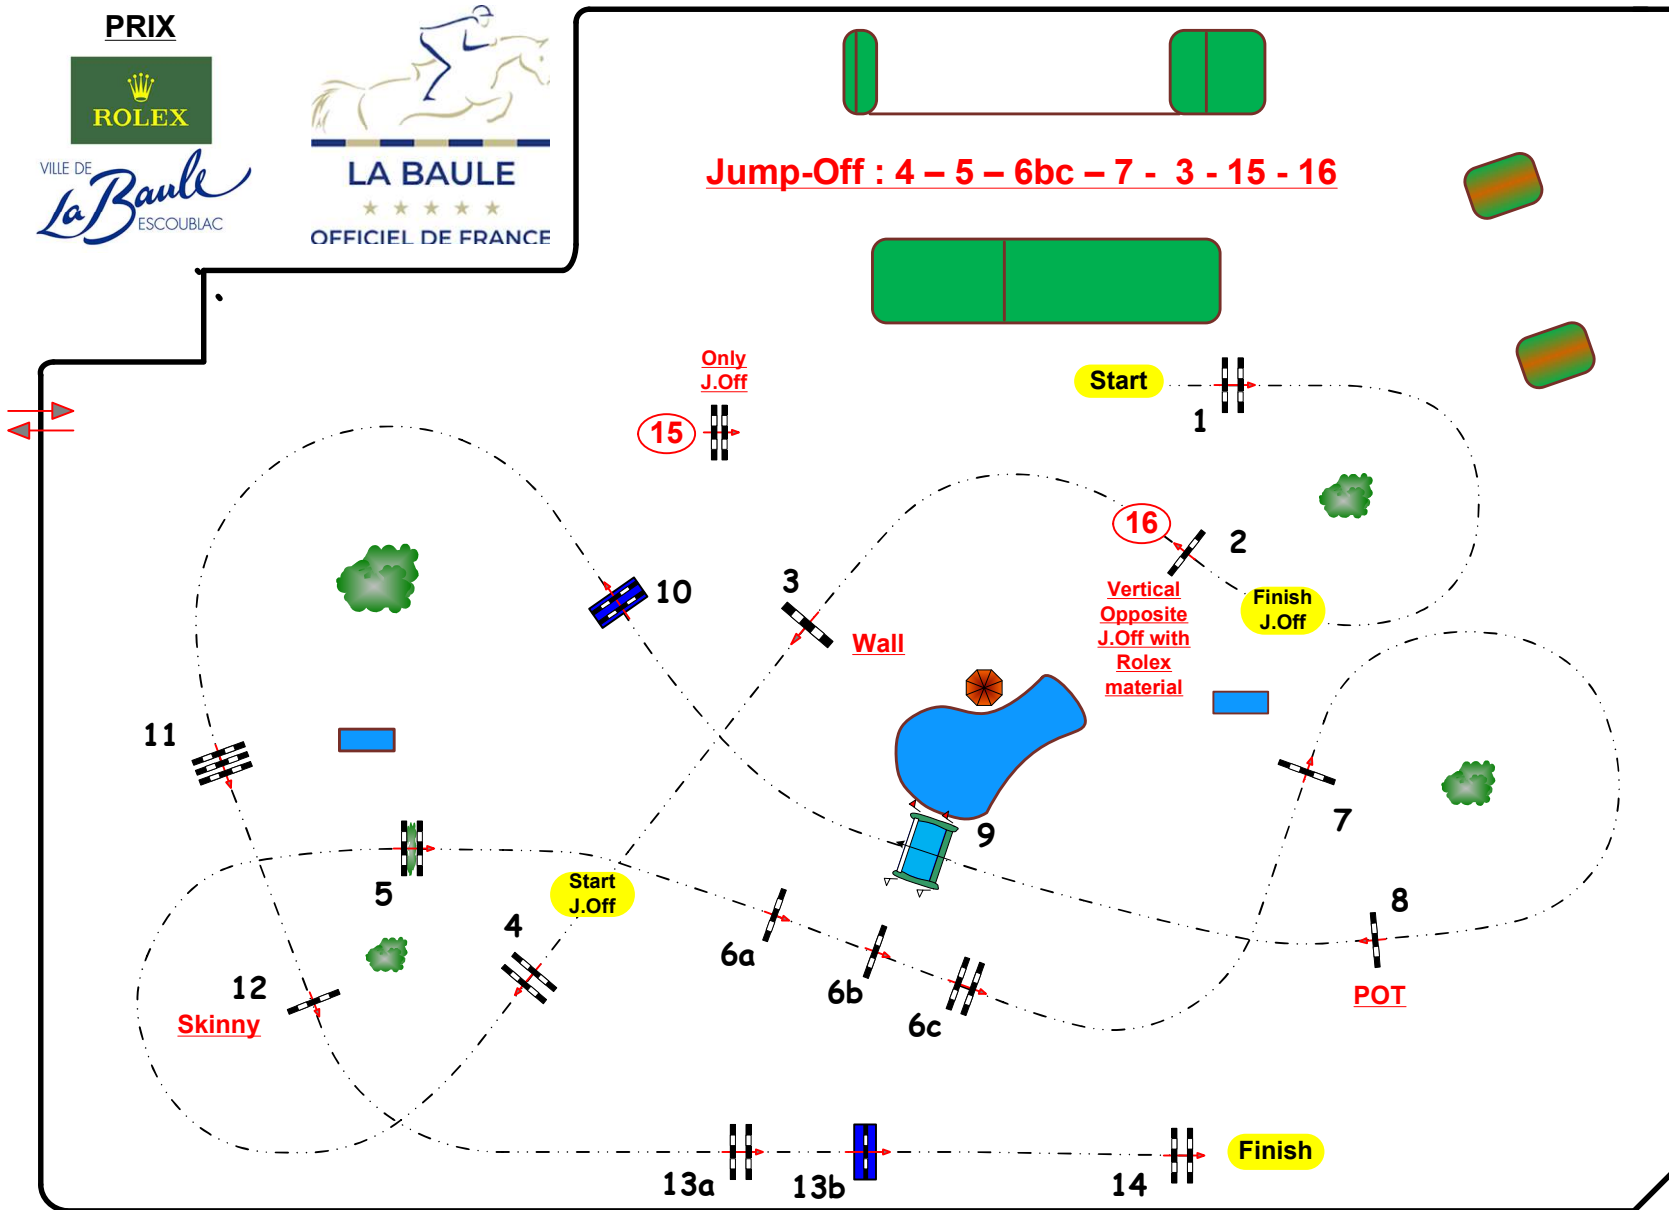 PRIX
ROLEX
VILLE DE
La Baule
ESCOUBLAC
LA BAULE
OFFICIEL DE FRANCE
Jump-Off : 4 – 5 – 6bc – 7 - 3 - 15 - 16
Only
J.Off
15
Start
1
16
2
Vertical
Opposite
J.Off with
Rolex
material
Finish
J.Off
10
3
Wall
11
9
7
5
Start
J.Off
4
6a
6b
6c
8
POT
12
Skinny
13a
13b
14
Finish